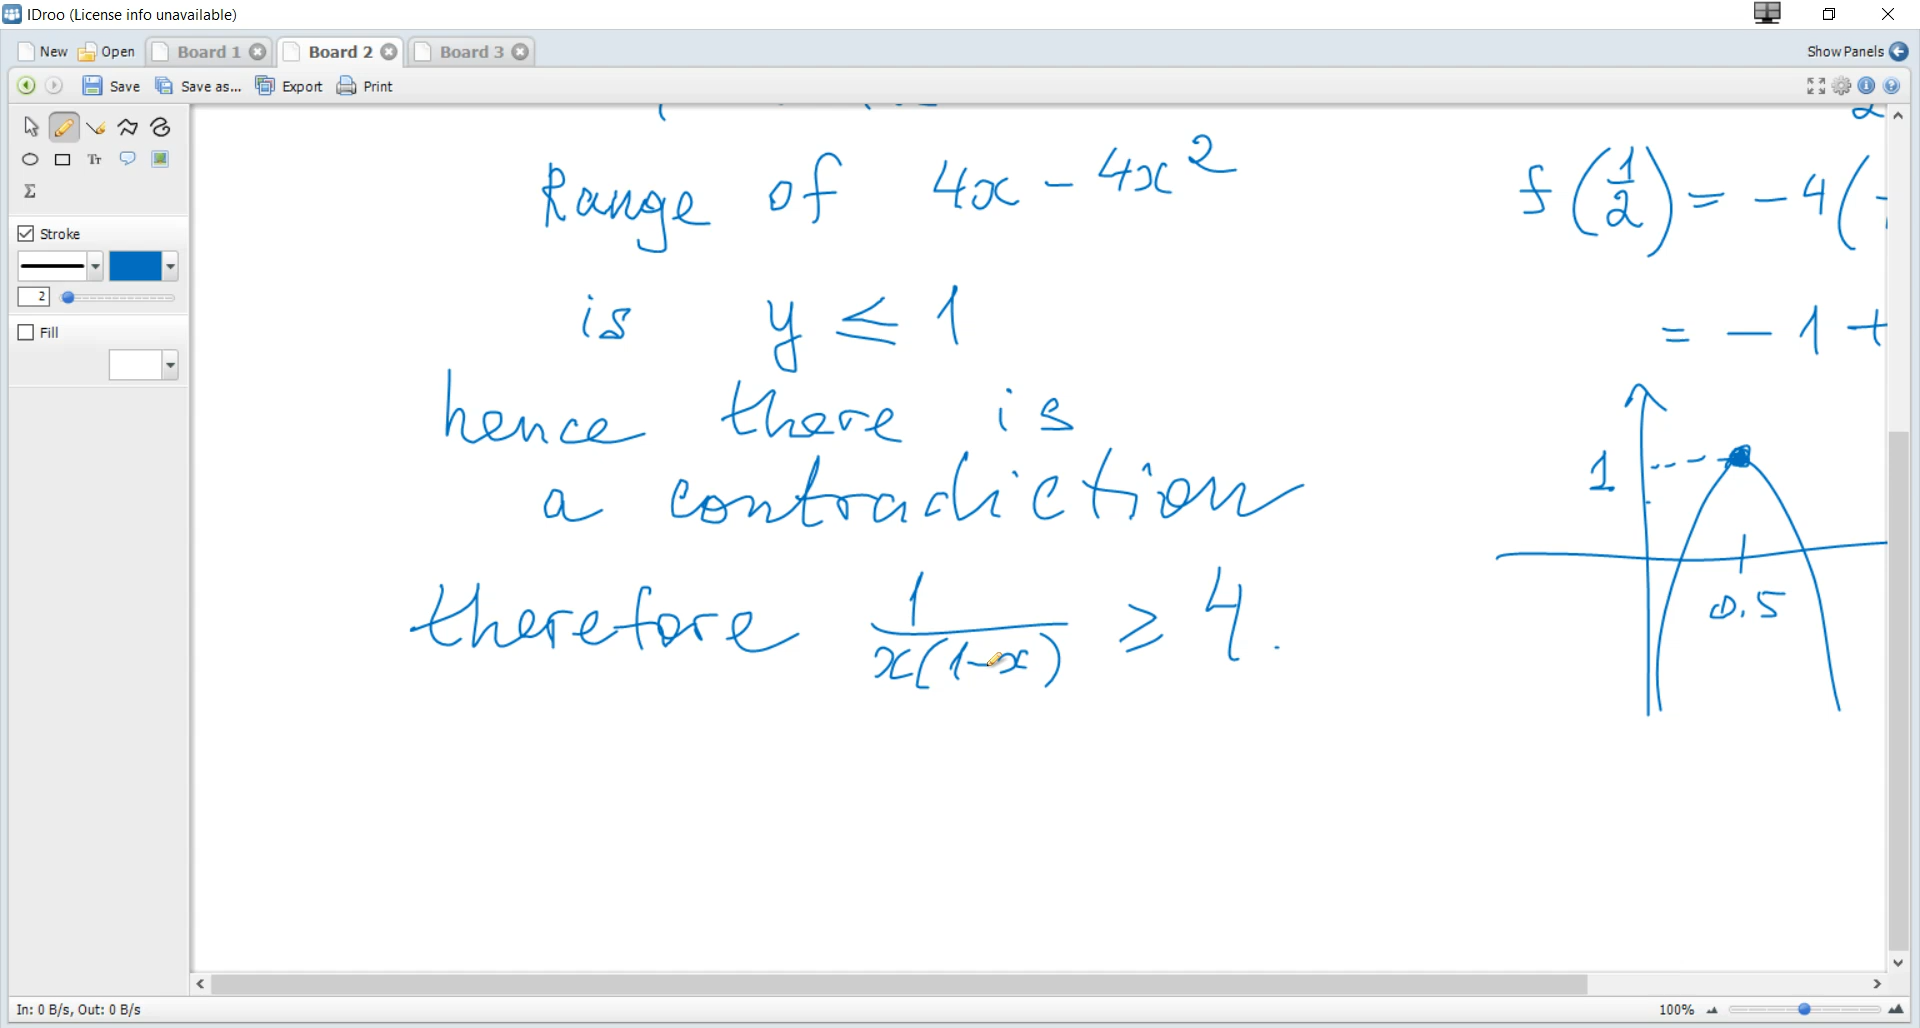 IDroo (License info unavailable)
New Open Board 1 Board 2 Board 3 Show Panels
Save Save as... Export Print
Tr
Σ
Stroke
2
Fill
Range of 4x - 4x²
is y ≤ 1
hence there is
a contradiction
therefore 1/x(1-x) ≥ 4.
2
f(1/2) = -4(
= -1 +
1
0.5
In: 0 B/s, Out: 0 B/s 100%